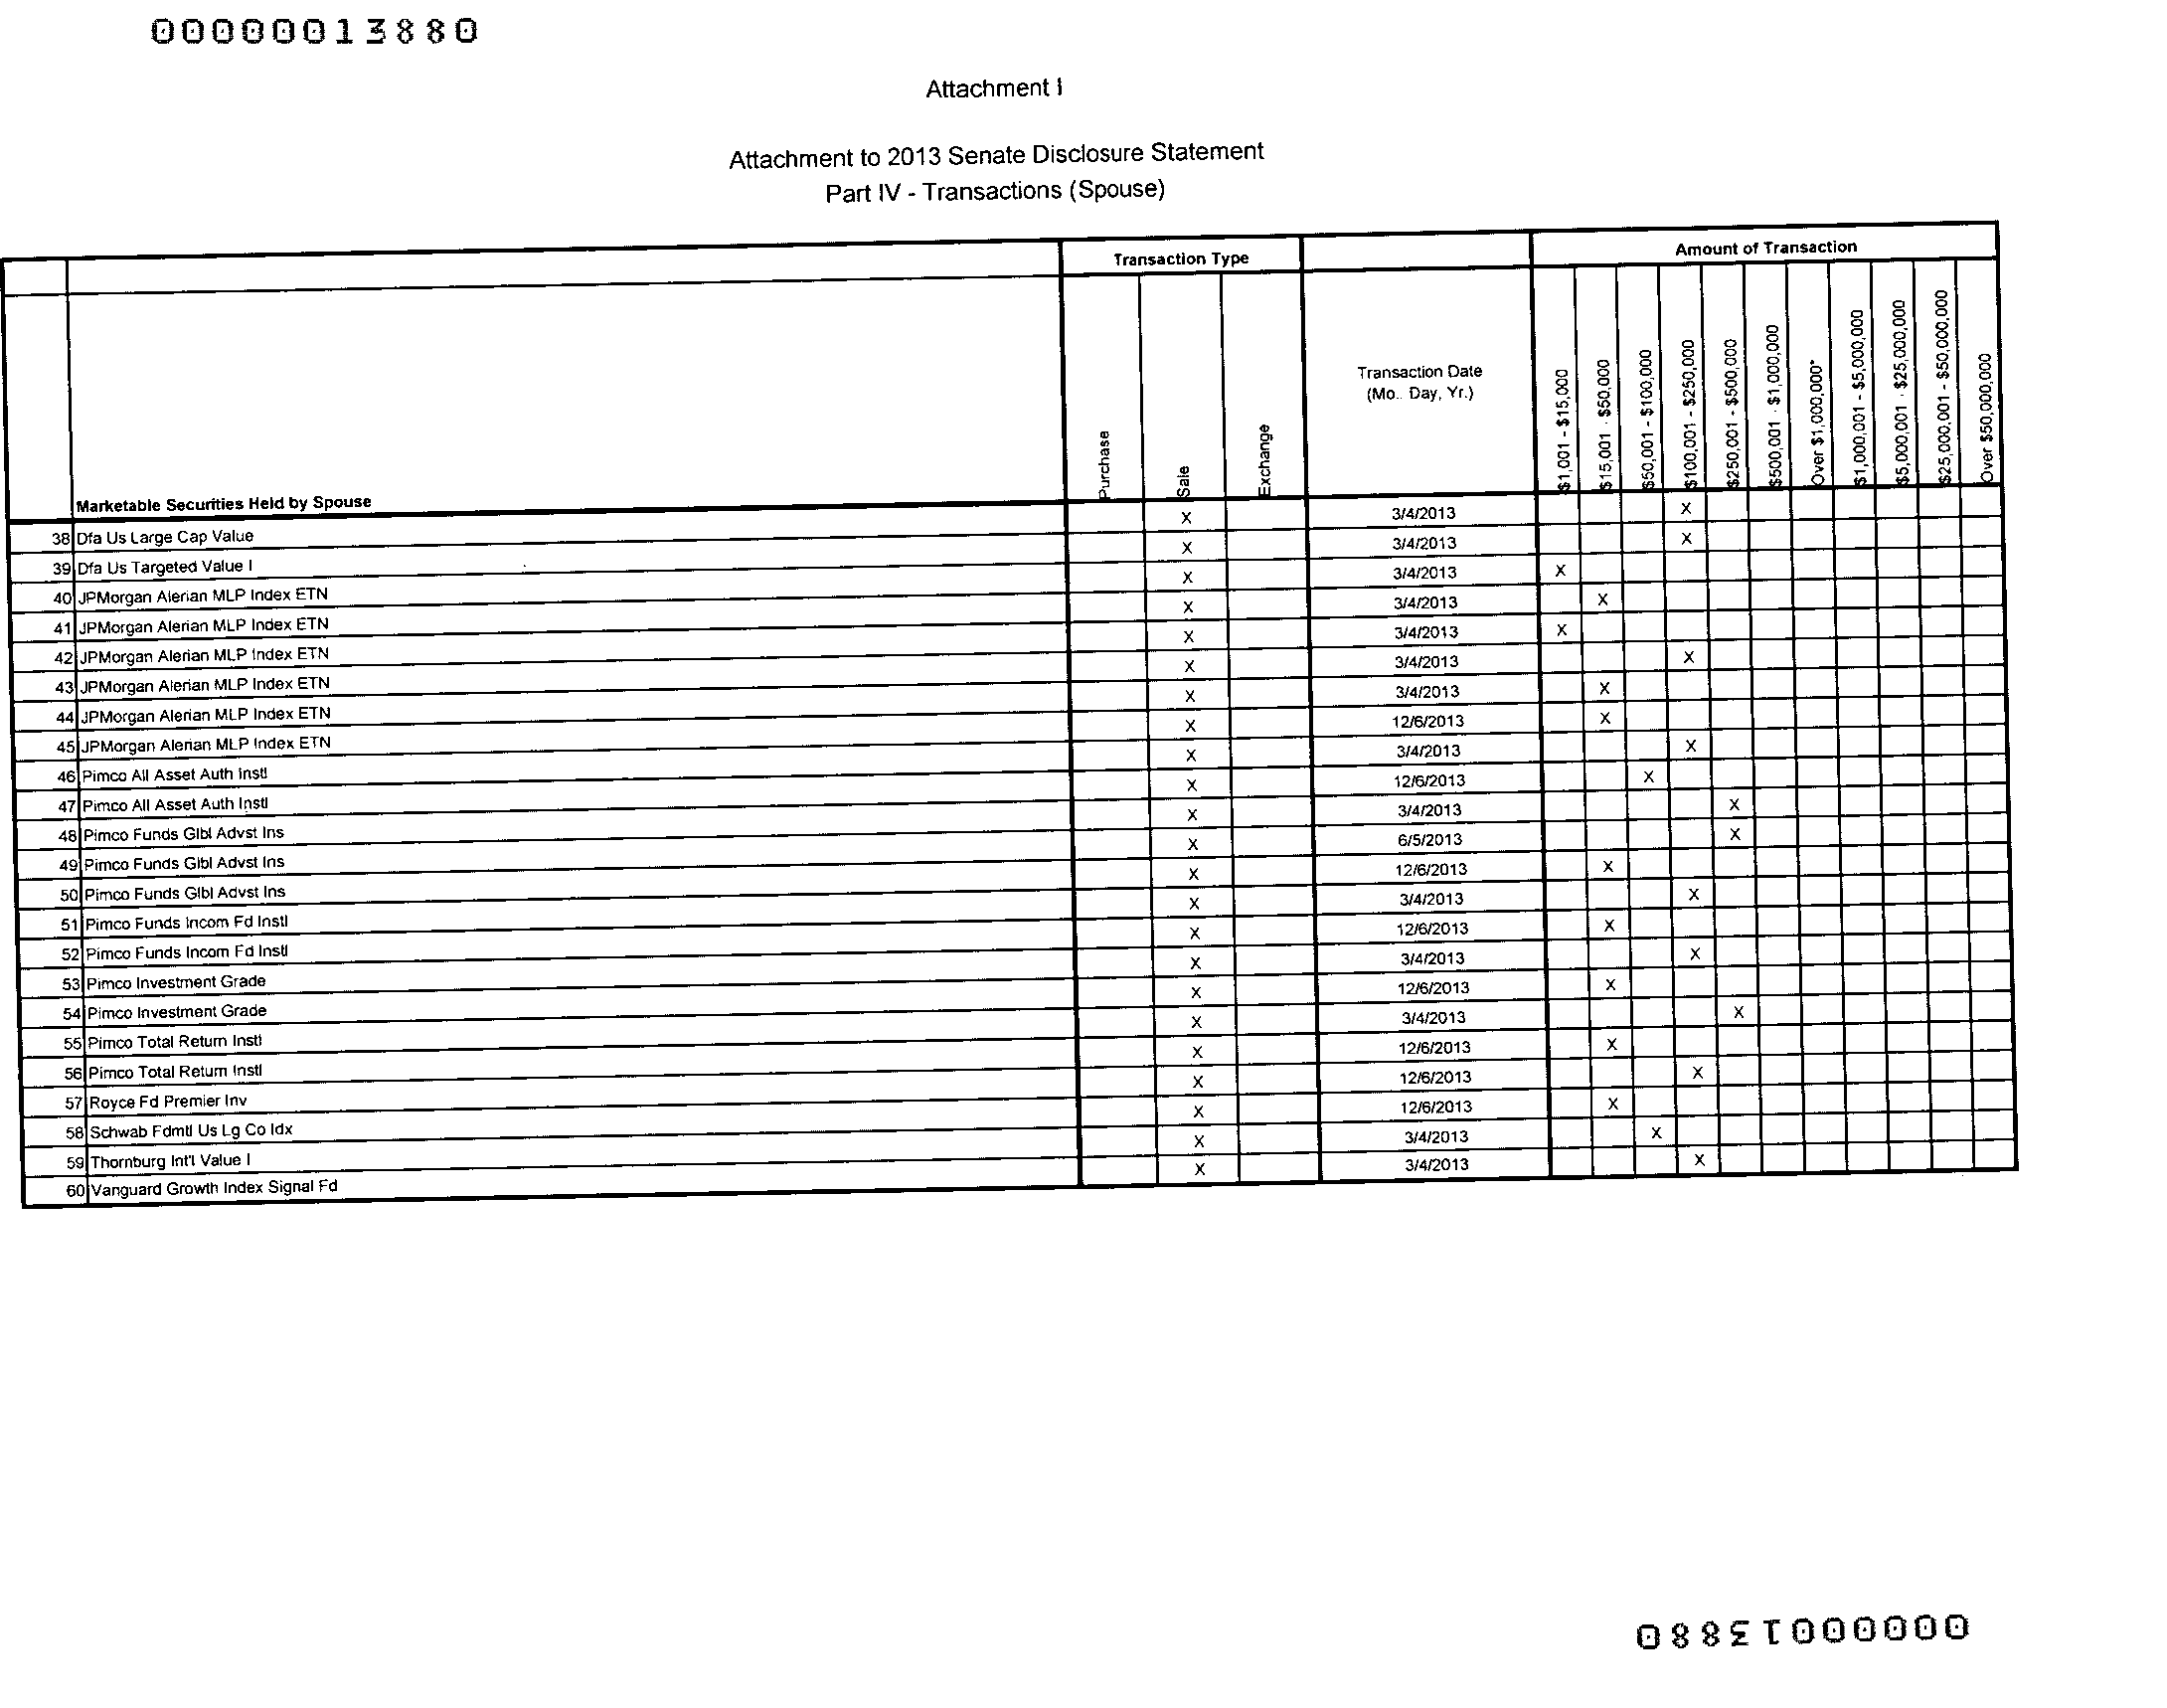 00000013880
Attachment I
Attachment to 2013 Senate Disclosure Statement
Part IV - Transactions (Spouse)
Transaction Type Amount of Transaction
Marketable Securities Held by Spouse Purchase Sale Exchange Transaction Date (Mo.. Day, Yr.) $1,001 - $15,000 $15,001 - $50,000 $50,001 - $100,000 $100,001 - $250,000 $250,001 - $500,000 $500,001 - $1,000,000 Over $1,000,000* $1,000,001 - $5,000,000 $5,000,001 - $25,000,000 $25,000,001 - $50,000,000 Over $50,000,000
38 Dfa Us Large Cap Value X 3/4/2013 X
39 Dfa Us Targeted Value I X 3/4/2013 X
40 JPMorgan Alerian MLP Index ETN X 3/4/2013 X
41 JPMorgan Alerian MLP Index ETN X 3/4/2013 X
42 JPMorgan Alerian MLP Index ETN X 3/4/2013 X
43 JPMorgan Alerian MLP Index ETN X 3/4/2013 X
44 JPMorgan Alerian MLP Index ETN X 3/4/2013 X
45 JPMorgan Alerian MLP Index ETN X 12/6/2013 X
46 Pimco All Asset Auth Instl X 3/4/2013 X
47 Pimco All Asset Auth Instl X 12/6/2013 X
48 Pimco Funds Glbl Advst Ins X 3/4/2013 X
49 Pimco Funds Glbl Advst Ins X 6/5/2013 X
50 Pimco Funds Glbl Advst Ins X 12/6/2013 X
51 Pimco Funds Incom Fd Instl X 3/4/2013 X
52 Pimco Funds Incom Fd Instl X 12/6/2013 X
53 Pimco Investment Grade X 3/4/2013 X
54 Pimco Investment Grade X 12/6/2013 X
55 Pimco Total Return Instl X 3/4/2013 X
56 Pimco Total Return Instl X 12/6/2013 X
57 Royce Fd Premier Inv X 12/6/2013 X
58 Schwab Fdmtl Us Lg Co Idx X 12/6/2013 X
59 Thornburg Int'l Value I X 3/4/2013 X
60 Vanguard Growth Index Signal Fd X 3/4/2013 X
00000013880